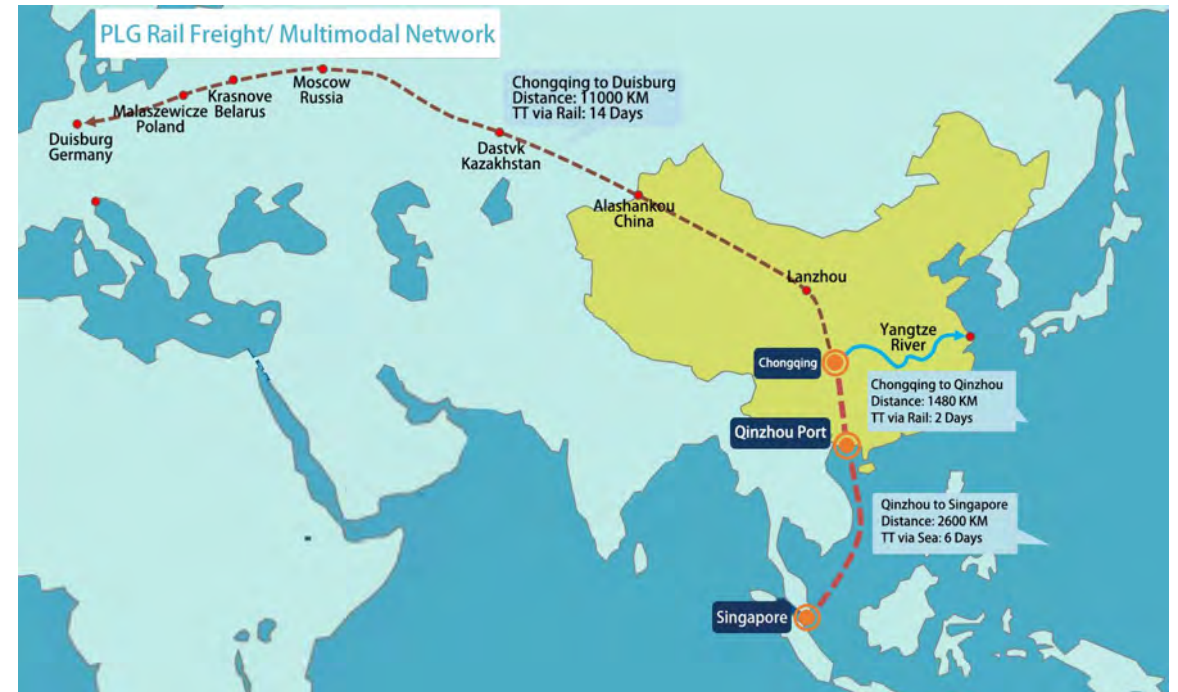 PLG Rail Freight/ Multimodal Network
Moscow
Russia
Krasnove
Belarus
Malaszewicze
Poland
Duisburg
Germany
Chongqing to Duisburg
Distance: 11000 KM
TT via Rail: 14 Days
Dastvk
Kazakhstan
Alashankou
China
Lanzhou
Yangtze
River
Chongqing
Chongqing to Qinzhou
Distance: 1480 KM
TT via Rail: 2 Days
Qinzhou Port
Qinzhou to Singapore
Distance: 2600 KM
TT via Sea: 6 Days
Singapore